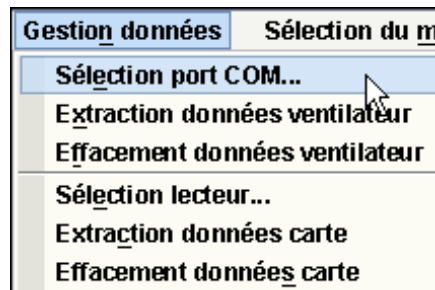 Gestion données Sélection du m
Sélection port COM...
Extraction données ventilateur
Effacement données ventilateur
Sélection lecteur...
Extraction données carte
Effacement données carte